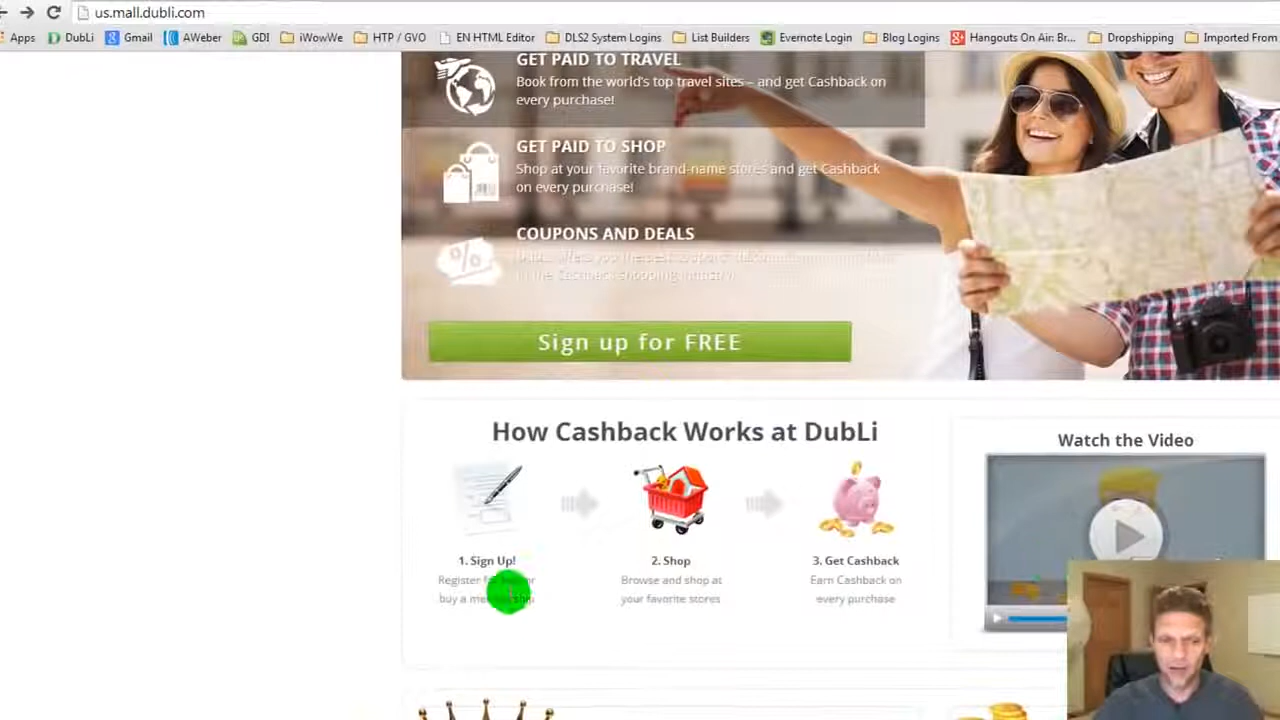 us.mall.dubli.com
Apps DubLi Gmail AWeber GDI iWowWe HTP / GVO EN HTML Editor DLS2 System Logins List Builders Evernote Login Blog Logins Hangouts On Air: Br... Dropshipping Imported From
GET PAID TO TRAVEL
Book from the world's top travel sites – and get Cashback on
every purchase!
GET PAID TO SHOP
Shop at your favorite brand-name stores and get Cashback
on every purchase!
COUPONS AND DEALS
in the Cashback shopping industry
Sign up for FREE
How Cashback Works at DubLi
Watch the Video
1. Sign Up!
Register
buy a
2. Shop
Browse and shop at
your favorite stores
3. Get Cashback
Earn Cashback on
every purchase